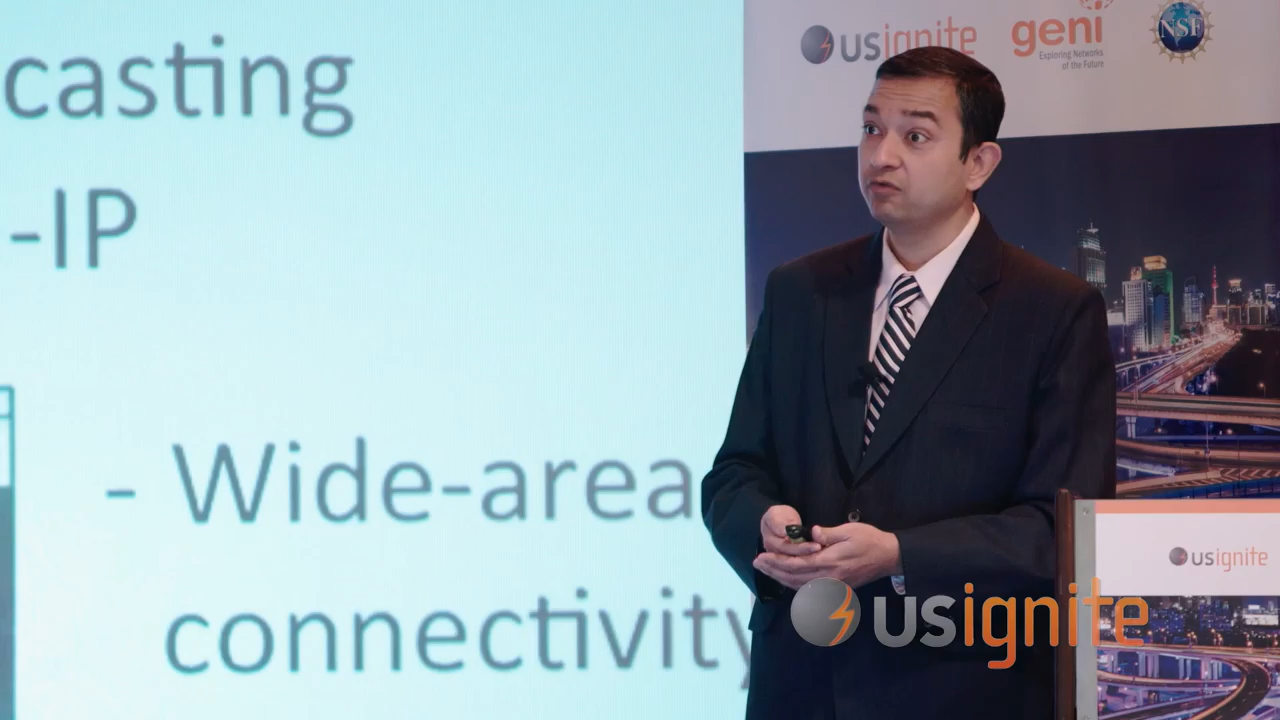 casting
-IP
- Wide-area
connectivity
usignite
geni
Exploring Networks
of the Future
NSF
usignite
usignite